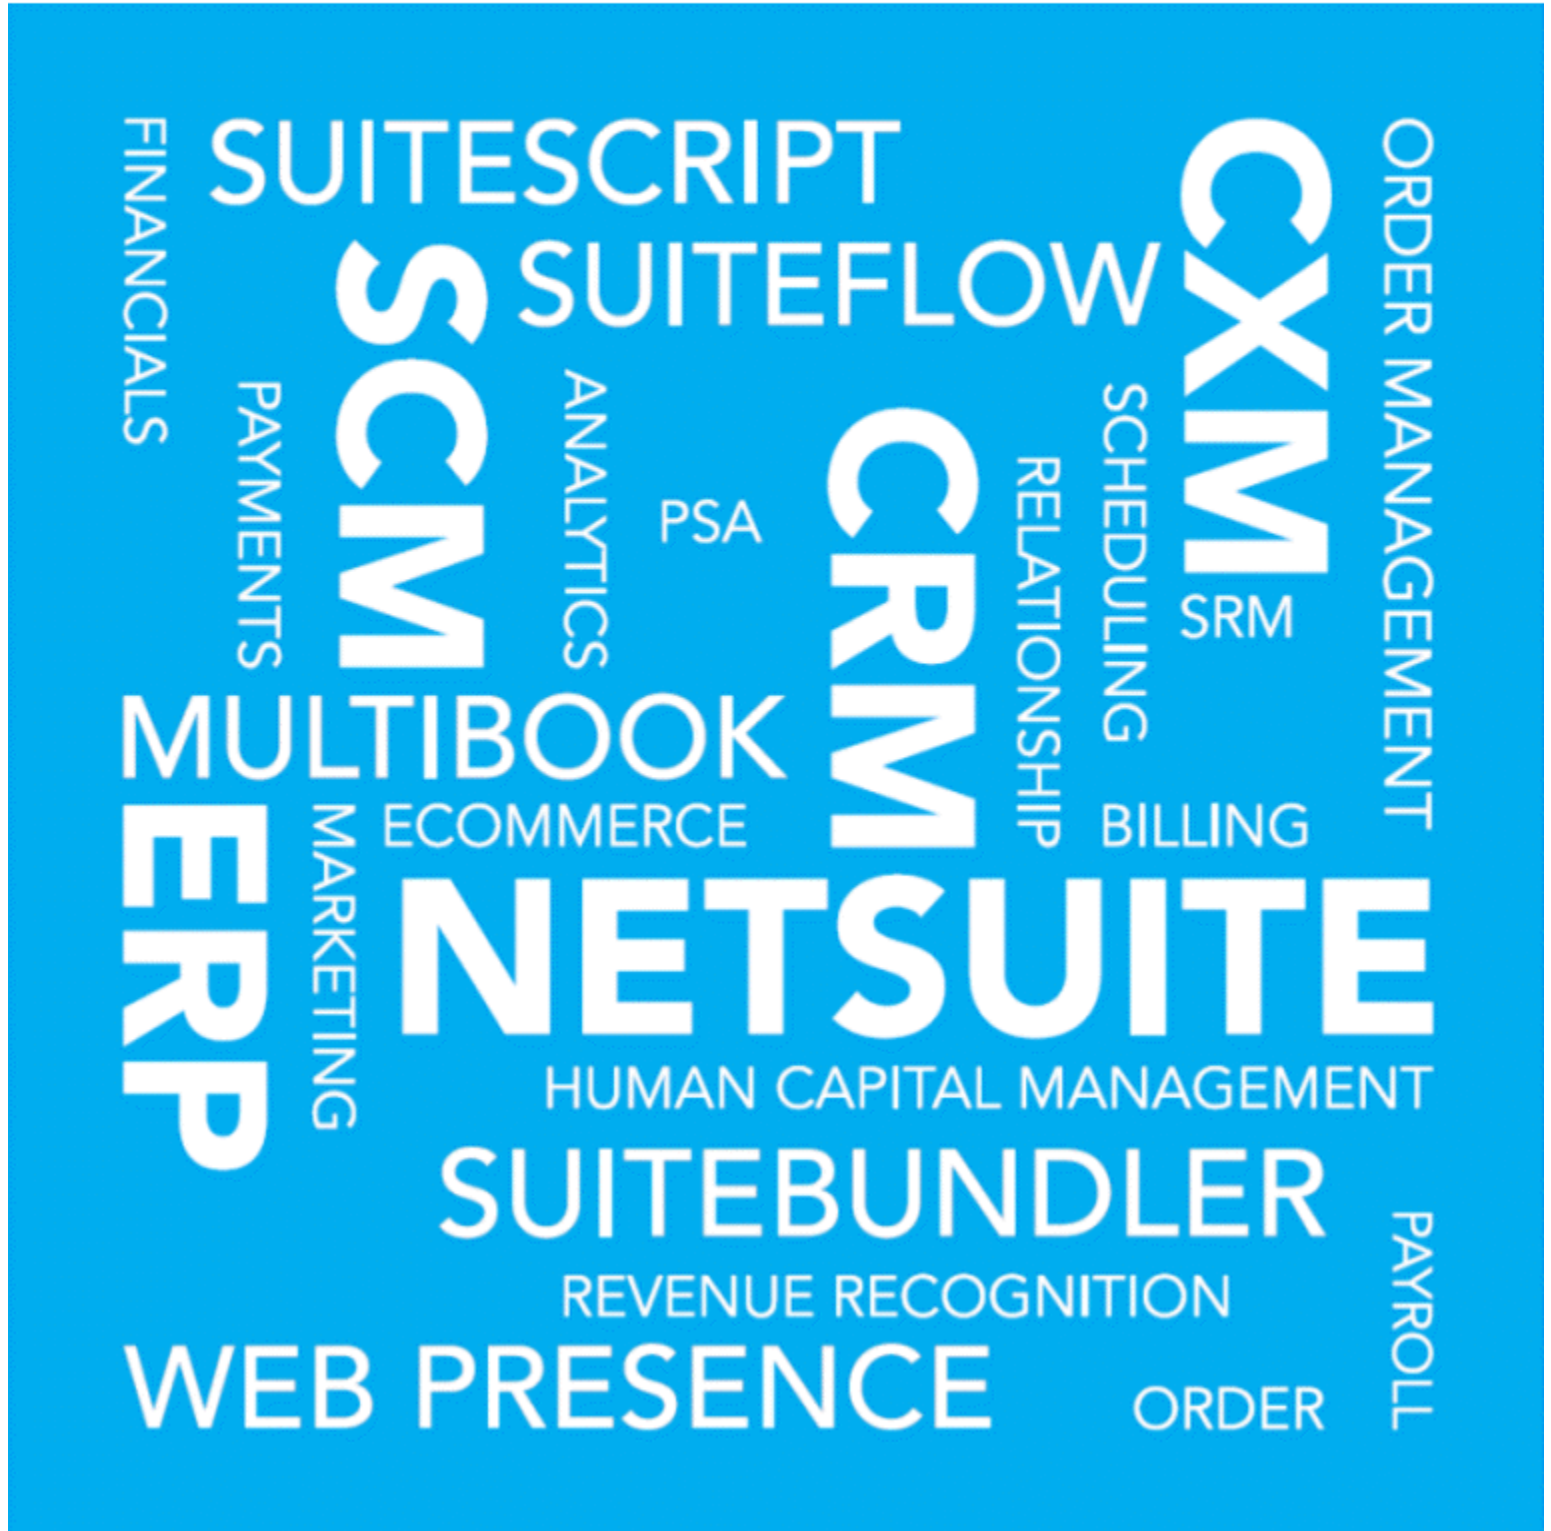 FINANCIALS
SUITESCRIPT
CXM
ORDER MANAGEMENT
SCM
SUITEFLOW
PAYMENTS
ANALYTICS
PSA
CRM
RELATIONSHIP
SCHEDULING
SRM
MULTIBOOK
ERP
MARKETING
ECOMMERCE
BILLING
NETSUITE
HUMAN CAPITAL MANAGEMENT
SUITEBUNDLER
PAYROLL
REVENUE RECOGNITION
WEB PRESENCE
ORDER